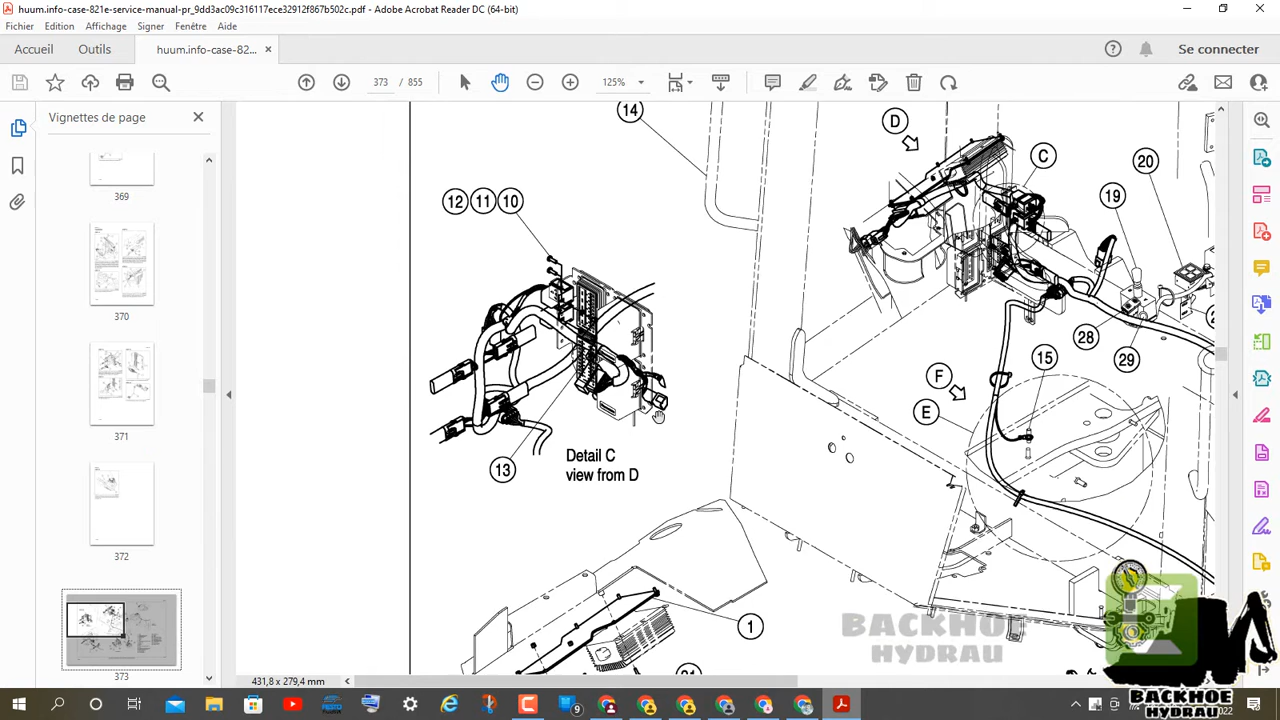 huum.info-case-821e-service-manual-pr_9dd3ac09c316117ece32912f867b502c.pdf - Adobe Acrobat Reader DC (64-bit)
Fichier Edition Affichage Signer Fenêtre Aide
Accueil Outils huum.info-case-82... × Se connecter
373 / 855 125%
Vignettes de page
369
370
371
372
373
14
D
C
20
12 11 10
19
28
29
15
F
E
13
Detail C
view from D
1
431,8 x 279,4 mm
BACKHOE
HYDRAU
BACKHOE
HYDRAU
9